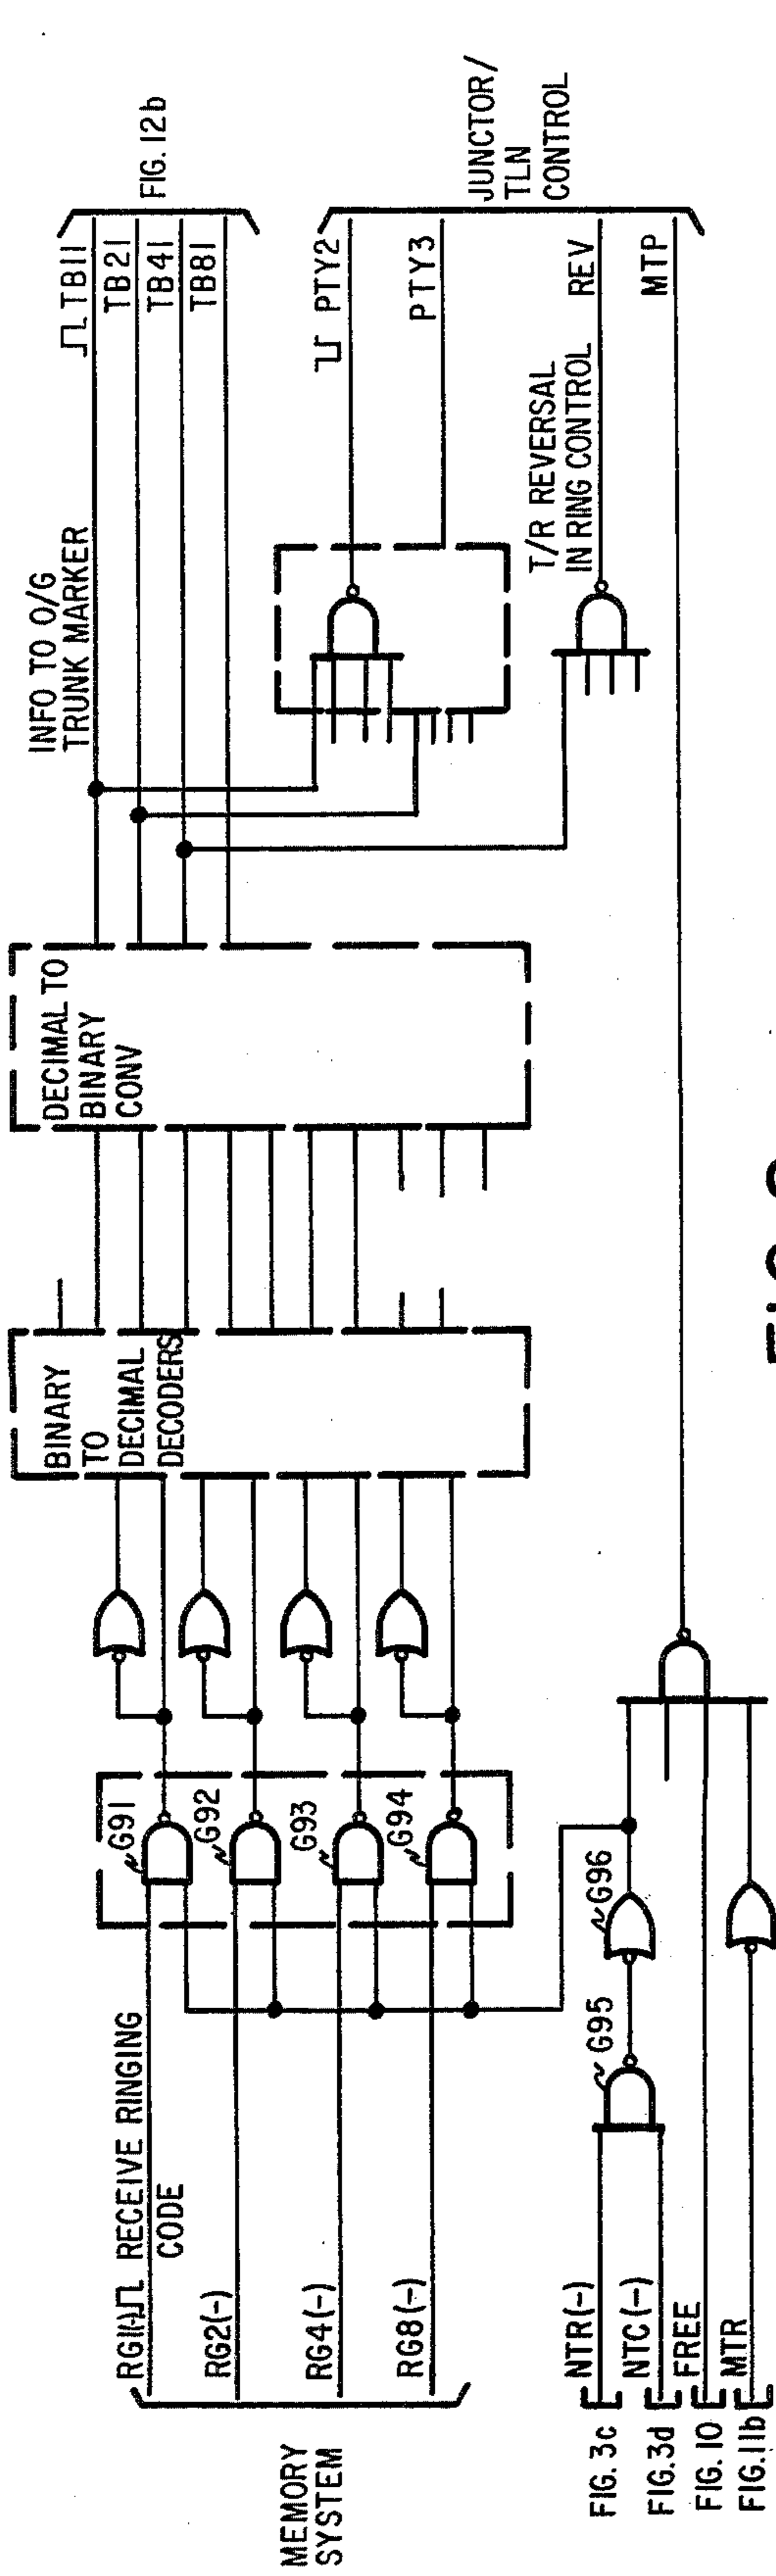 MEMORY
SYSTEM
RG1(-) RECEIVE RINGING
CODE
RG2(-)
RG4(-)
RG8(-)
FIG. 3c
NTR(-)
FIG. 3d
NTC(-)
FIG. 10
FREE
FIG. 11b
MTR
G91
G92
G93
G94
G95
G96
BINARY
TO
DECIMAL
DECODERS
DECIMAL TO
BINARY
CONV
INFO TO O/G
TRUNK MARKER
TB11
TB21
TB41
TB81
FIG. 12b
PTY2
PTY3
T/R REVERSAL
IN RING CONTROL
REV
MTP
JUNCTOR/
TLN
CONTROL